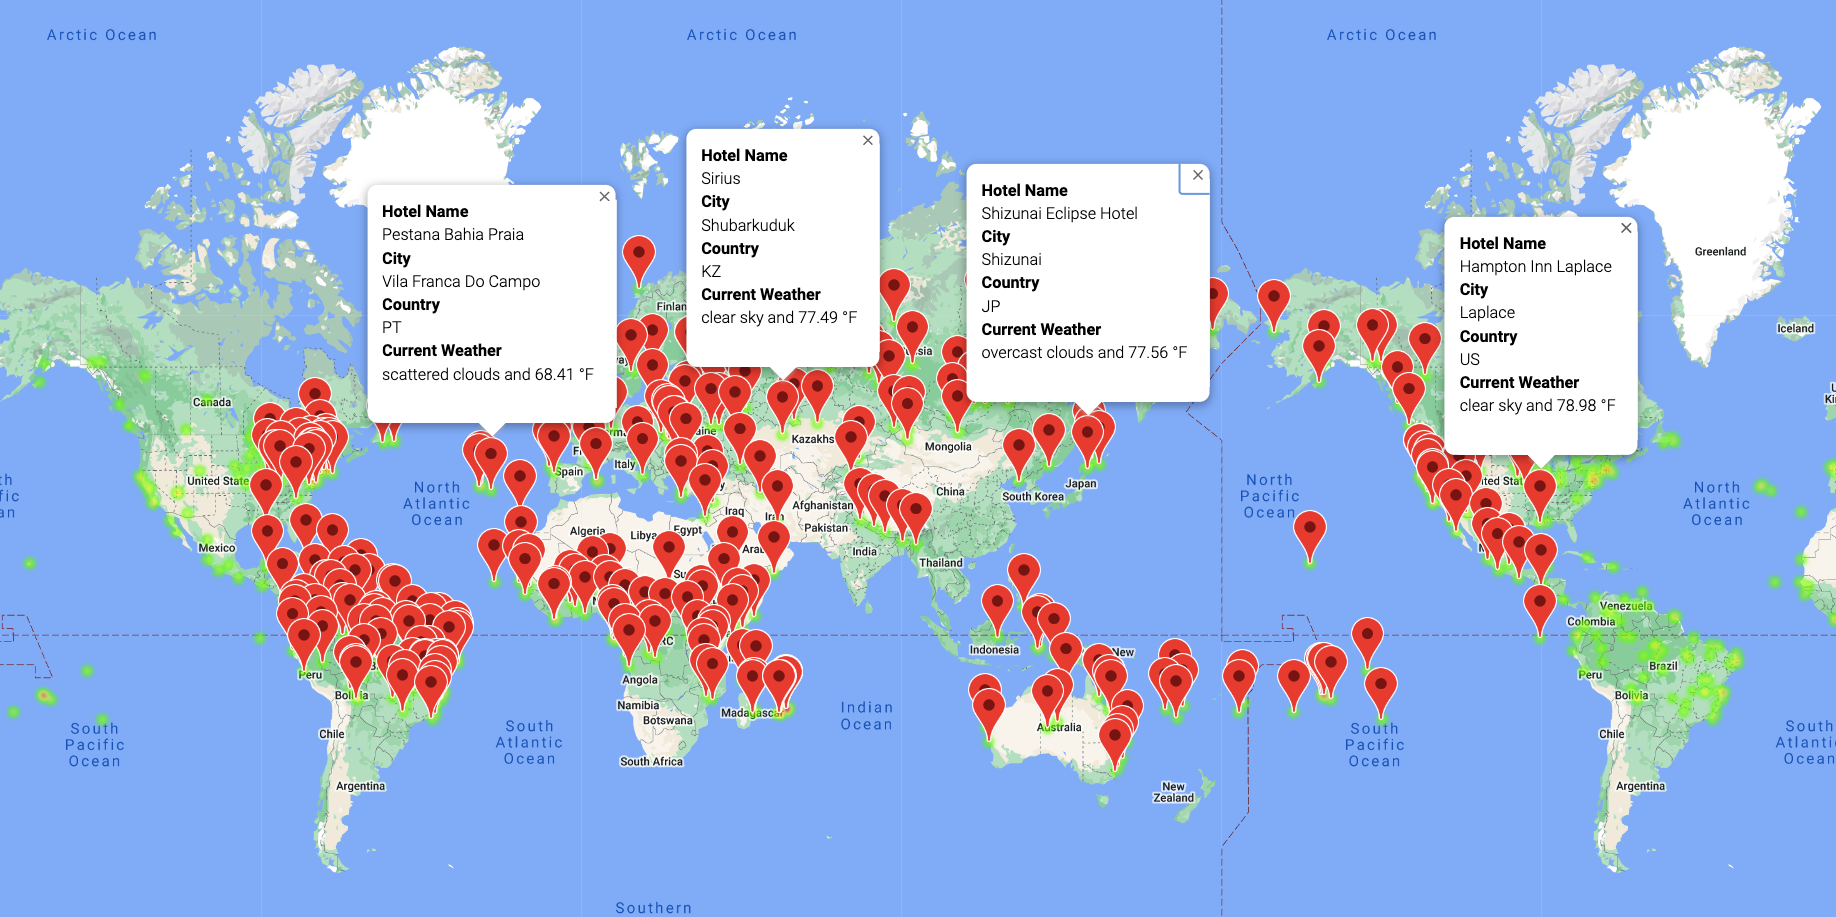 Arctic Ocean
Arctic Ocean
Arctic Ocean
Hotel Name
Pestana Bahia Praia
City
Vila Franca Do Campo
Country
PT
Current Weather
scattered clouds and 68.41 °F
Hotel Name
Sirius
City
Shubarkuduk
Country
KZ
Current Weather
clear sky and 77.49 °F
Hotel Name
Shizunai Eclipse Hotel
City
Shizunai
Country
JP
Current Weather
overcast clouds and 77.56 °F
Hotel Name
Hampton Inn Laplace
City
Laplace
Country
US
Current Weather
clear sky and 78.98 °F
Greenland
Iceland
Finlan
Canada
United State
Mexico
North
Atlantic
Ocean
Spain
Italy
Kazakhs
Mongolia
China
South Korea
Japan
Afghanistan
Pakistan
India
Thailand
Iraq
Iran
Algeria
Libya
Egypt
North
Pacific
Ocean
ited Sta
North
Atlantic
Ocean
Venezuela
Colombia
Brazil
Peru
Bolivia
Chile
Argentina
Peru
Bolivia
Chile
Argentina
South
Pacific
Ocean
South
Atlantic
Ocean
Angola
Namibia
Botswana
South Africa
Madagascar
Indian
Ocean
Indonesia
New
Australia
New
Zealand
South
Pacific
Ocean
South
Atlantic
Ocean
Southern